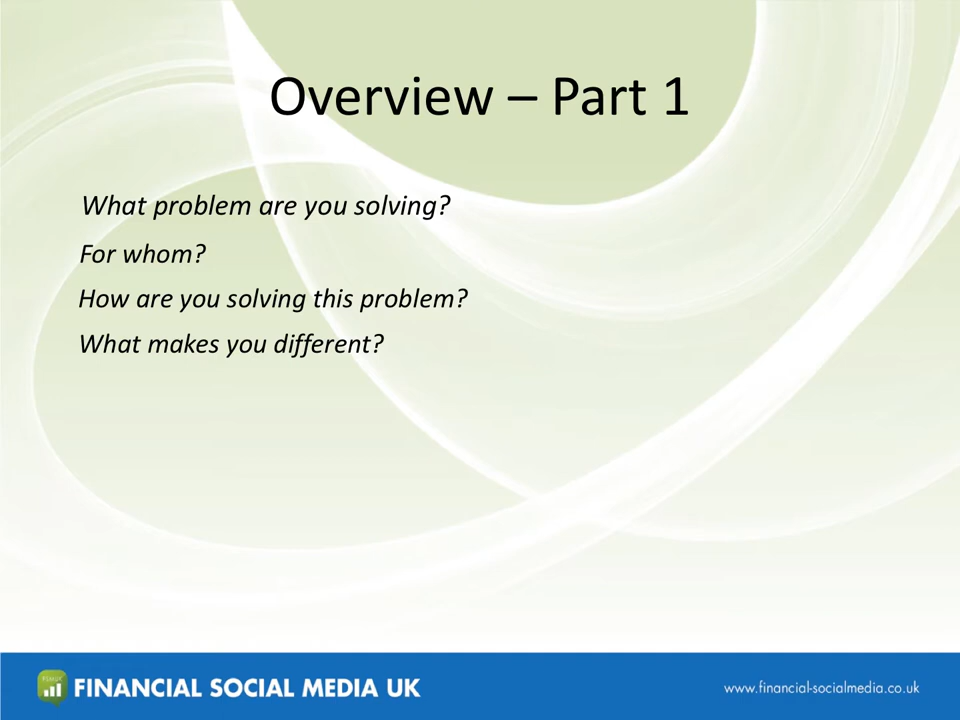 Overview – Part 1
What problem are you solving?
For whom?
How are you solving this problem?
What makes you different?
FINANCIAL SOCIAL MEDIA UK
www.financial-socialmedia.co.uk